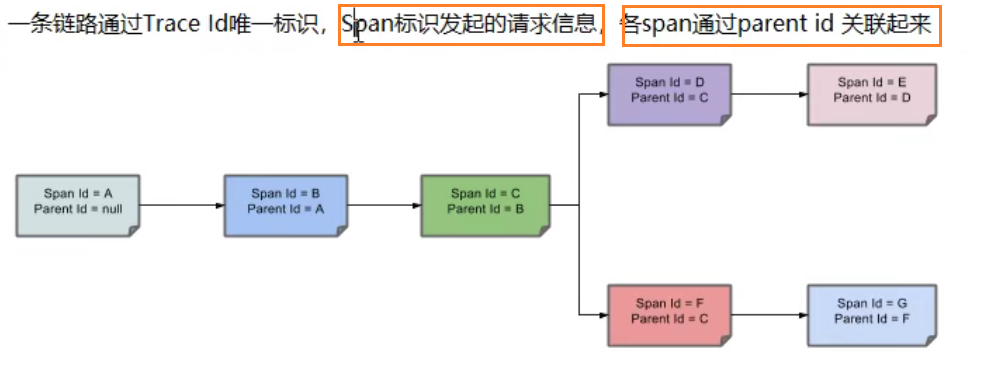 一条链路通过Trace Id唯一标识，Span标识发起的请求信息，各span通过parent id 关联起来
Span Id = D
Parent Id = C
Span Id = E
Parent Id = D
Span Id = A
Parent Id = null
Span Id = B
Parent Id = A
Span Id = C
Parent Id = B
Span Id = F
Parent Id = C
Span Id = G
Parent Id = F